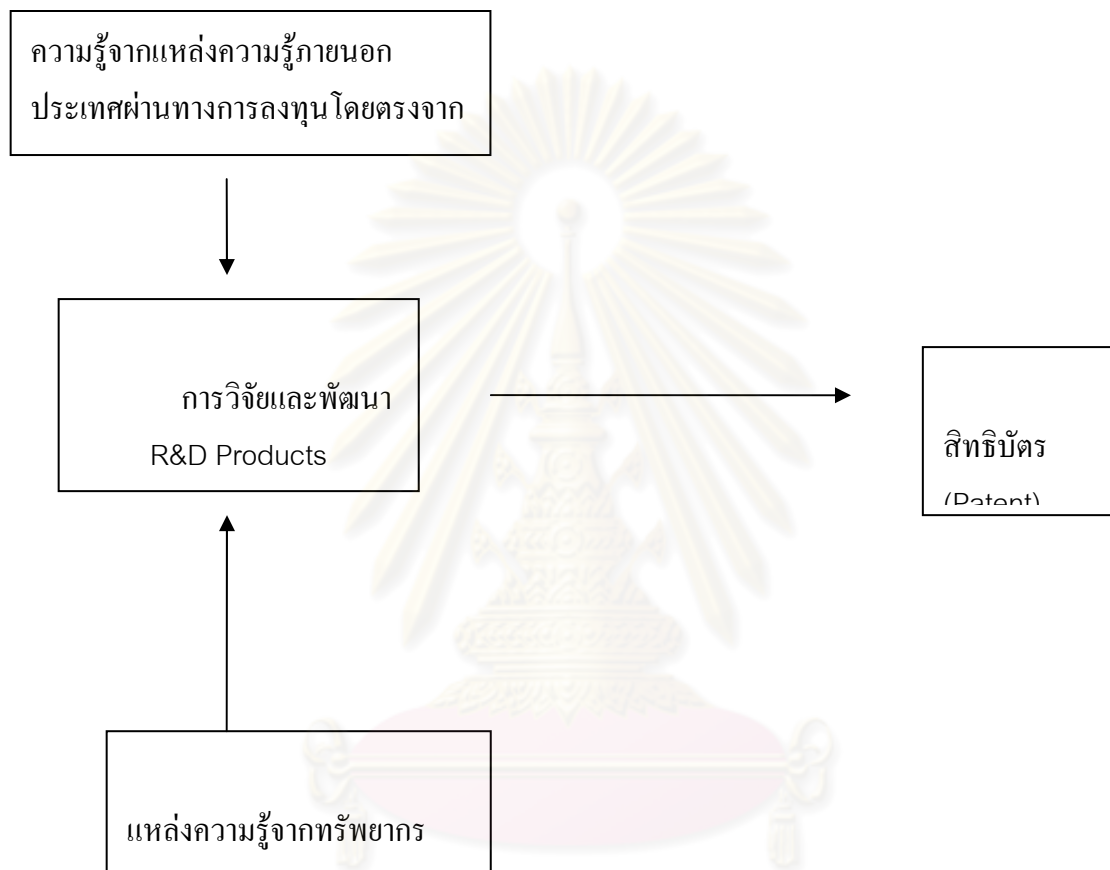 ความรู้จากแหล่งความรู้ภายนอก
ประเทศผ่านทางการลงทุนโดยตรงจาก
การวิจัยและพัฒนา
R&D Products
สิทธิบัตร
(Patent)
แหล่งความรู้จากทรัพยากร